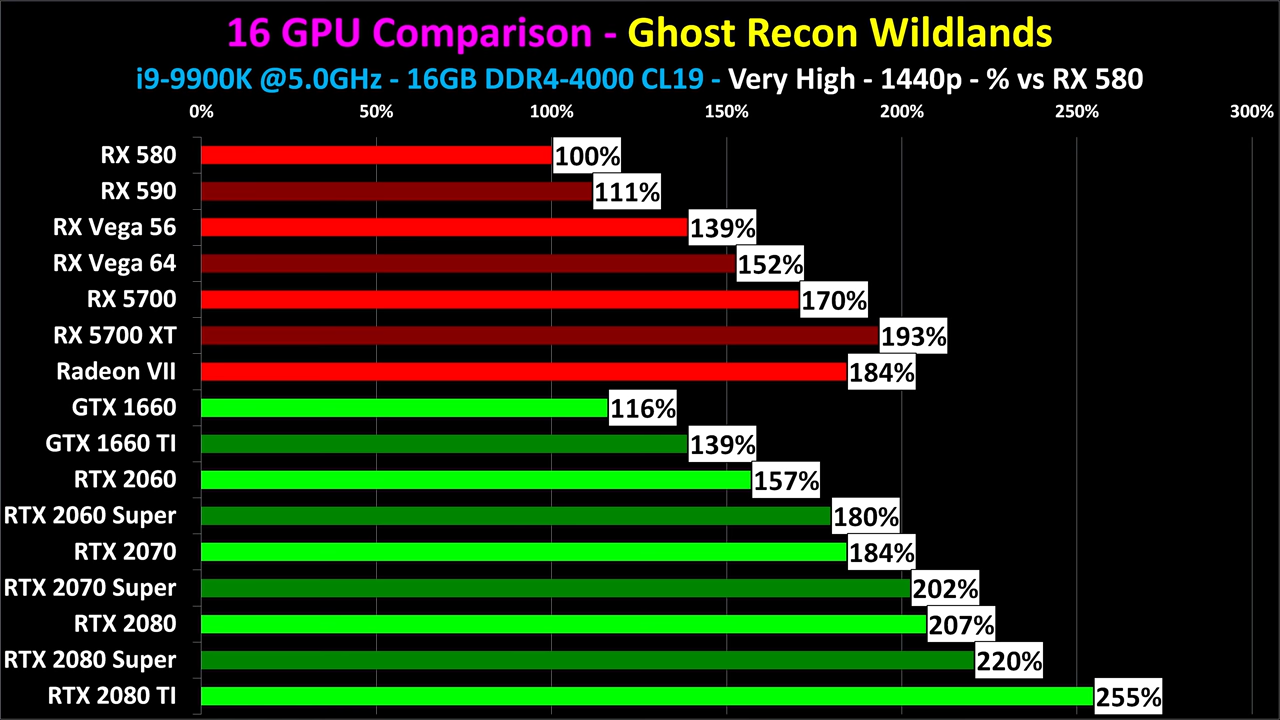 16 GPU Comparison - Ghost Recon Wildlands
i9-9900K @5.0GHz - 16GB DDR4-4000 CL19 - Very High - 1440p - % vs RX 580
0% 50% 100% 150% 200% 250% 300%
RX 580 100%
RX 590 111%
RX Vega 56 139%
RX Vega 64 152%
RX 5700 170%
RX 5700 XT 193%
Radeon VII 184%
GTX 1660 116%
GTX 1660 TI 139%
RTX 2060 157%
RTX 2060 Super 180%
RTX 2070 184%
RTX 2070 Super 202%
RTX 2080 207%
RTX 2080 Super 220%
RTX 2080 TI 255%